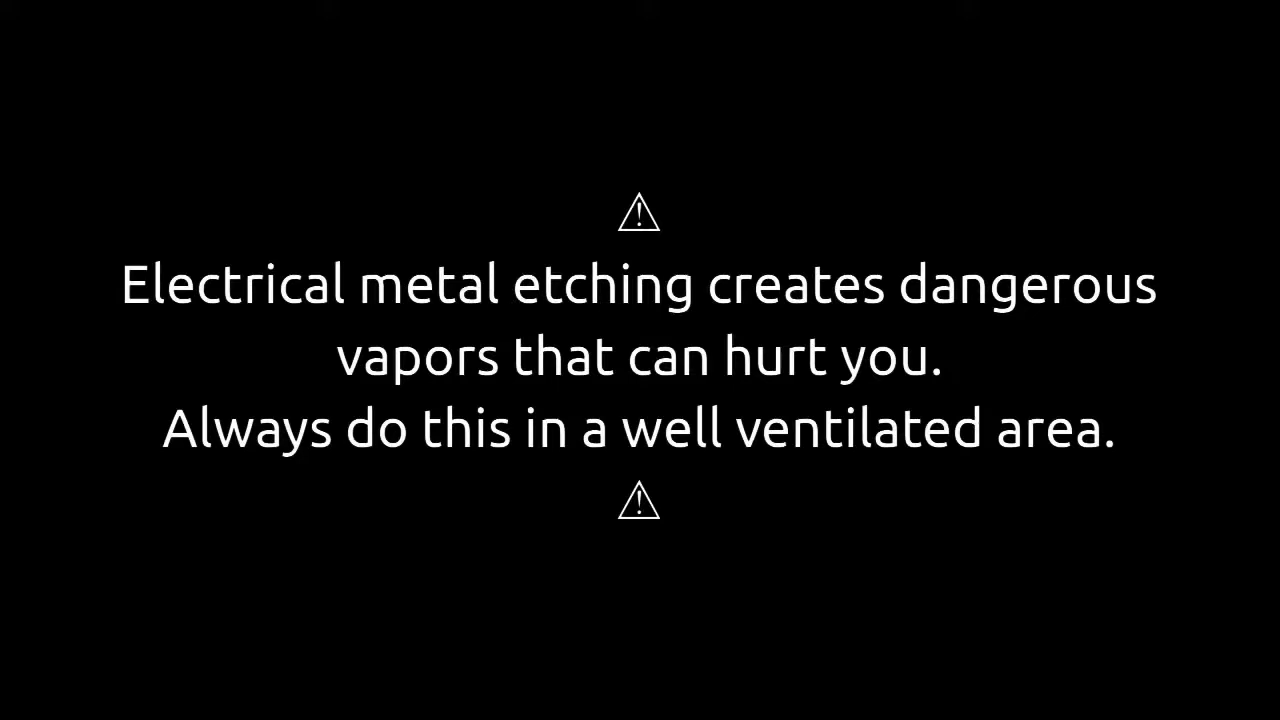 ⚠
Electrical metal etching creates dangerous
vapors that can hurt you.
Always do this in a well ventilated area.
⚠